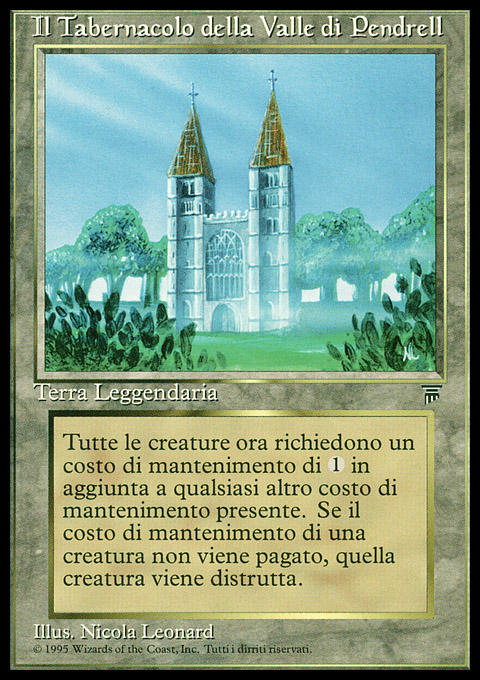 Il Tabernacolo della Valle di Pendrell
NL
Terra Leggendaria
Tutte le creature ora richiedono un
costo di mantenimento di 1 in
aggiunta a qualsiasi altro costo di
mantenimento presente. Se il
costo di mantenimento di una
creatura non viene pagato, quella
creatura viene distrutta.
Illus. Nicola Leonard
© 1995 Wizards of the Coast, Inc. Tutti i dirriti riservati.